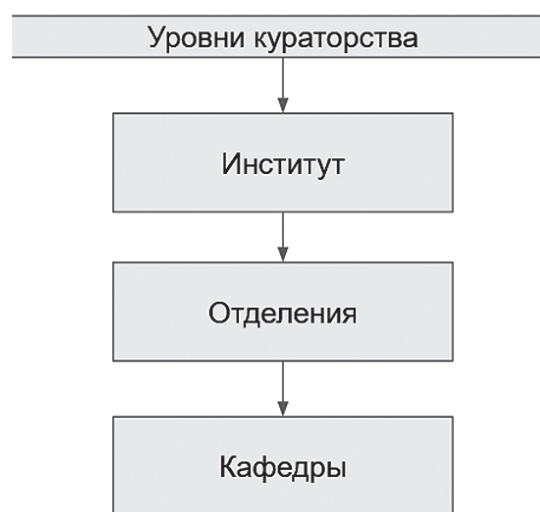 Уровни кураторства
Институт
Отделения
Кафедры